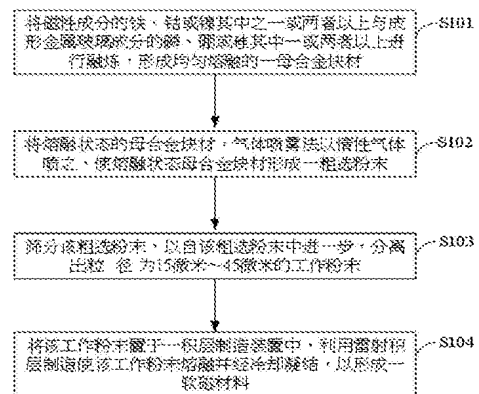 将磁性成分的铁、钴或镍其中之一或两者以上与成
形金属玻璃成分的磷、硼或硅其中一或两者以上进
行融炼，形成均匀熔融的一母合金块材
S101
将熔融状态的母合金块材，气体喷雾法以惰性气体
喷之、使熔融状态母合金块材形成一粗选粉末
S102
筛分该粗选粉末、以自该粗选粉末中进一步，分离
出粒 径 为15微米～45微米的工作粉末
S103
将该工作粉末置于一积层制造装置中，利用雷射积
层制造使该工作粉末熔融并经冷却凝结，以形成一
软磁材料
S104